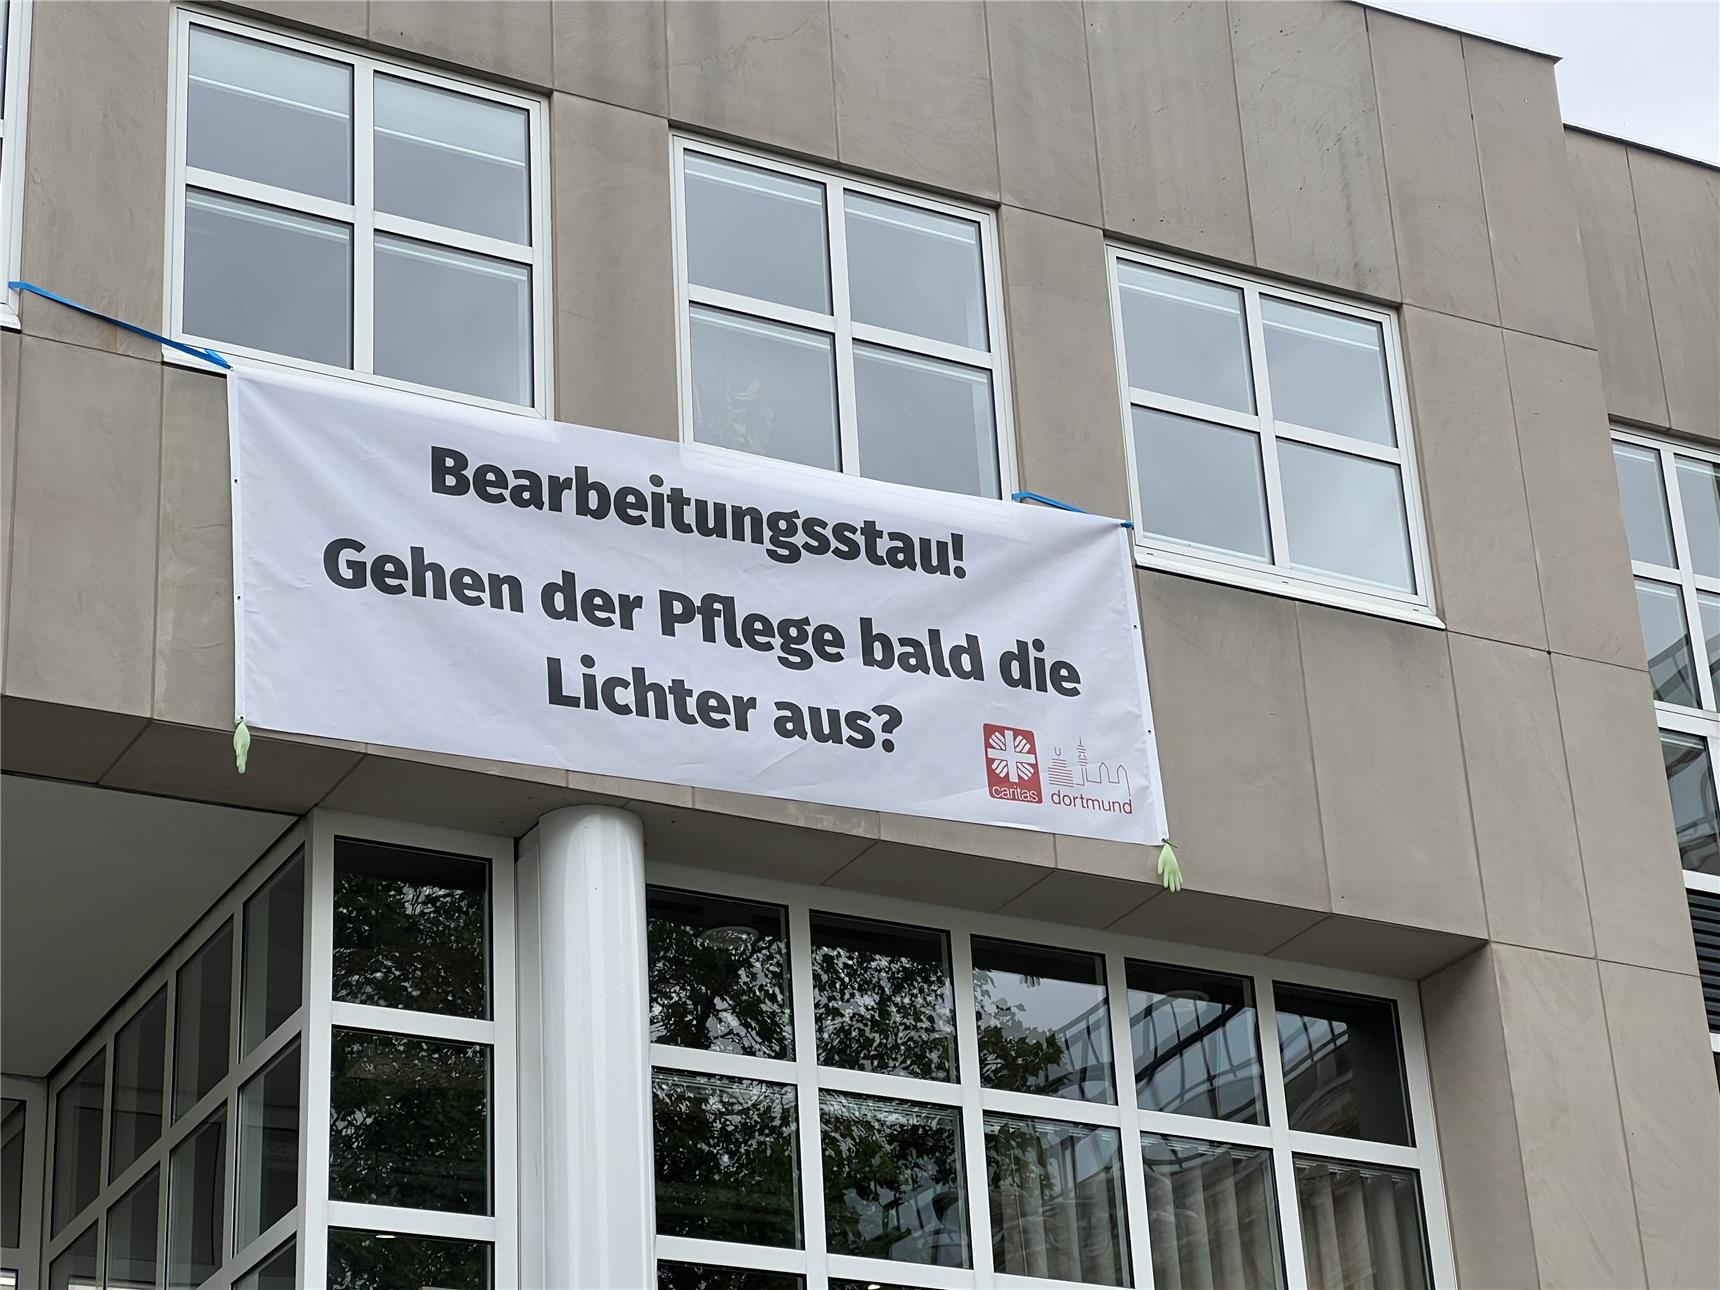 Bearbeitungsstau!
Gehen der Pflege bald die
Lichter aus?
caritas
dortmund